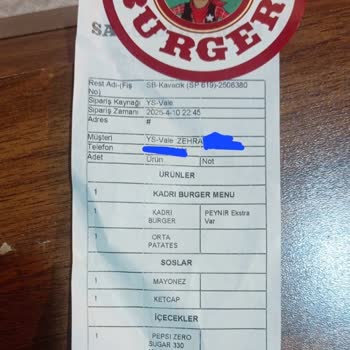 BURGER
SA
Rest Adı-(Fiş SB-Kavacık (SP 619)-2506380
No)
Sipariş Kaynağı YS-Vale
Sipariş Zamanı 2025-4-10 22:45
Adres #
Müşteri YS-Vale ZEHRA
Telefon
Adet Ürün Not
ÜRÜNLER
1 KADRI BURGER MENU
1 KADRI PEYNİR Ekstra
BURGER Var
1 ORTA
PATATES
SOSLAR
1 MAYONEZ
1 KETCAP
İÇECEKLER
1 PEPSI ZERO
SUGAR 330